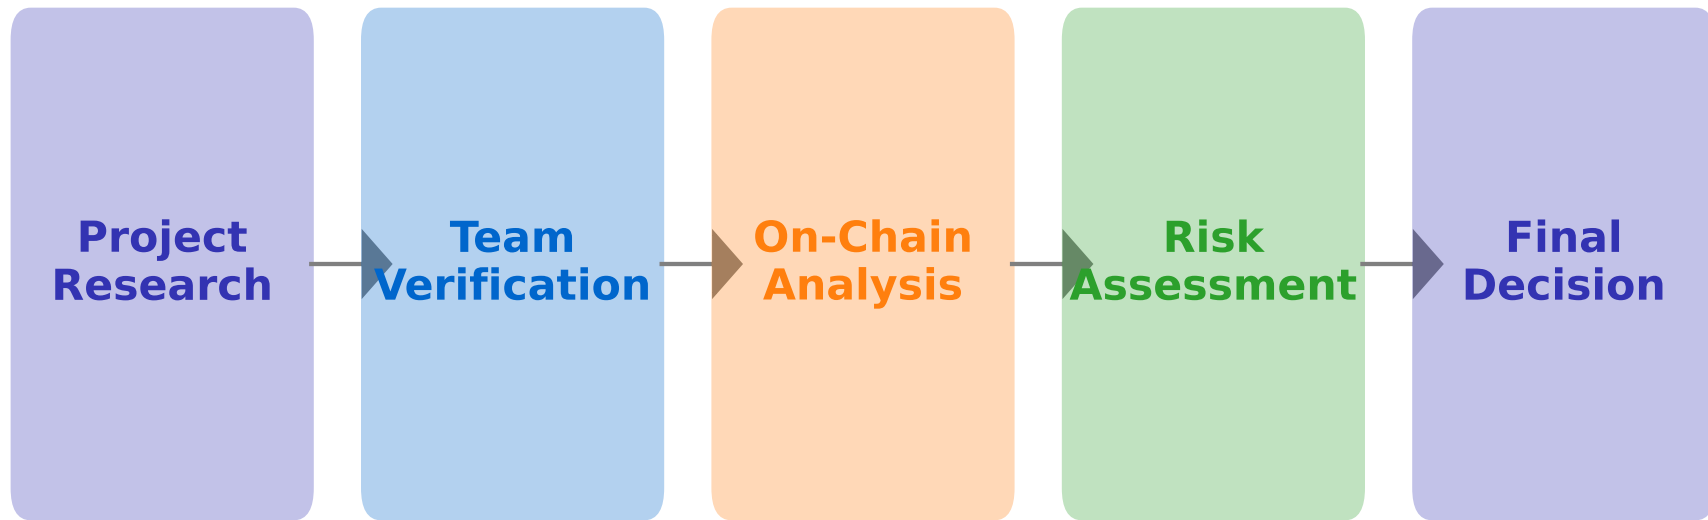 Project
Research
Team
Verification
On-Chain
Analysis
Risk
Assessment
Final
Decision